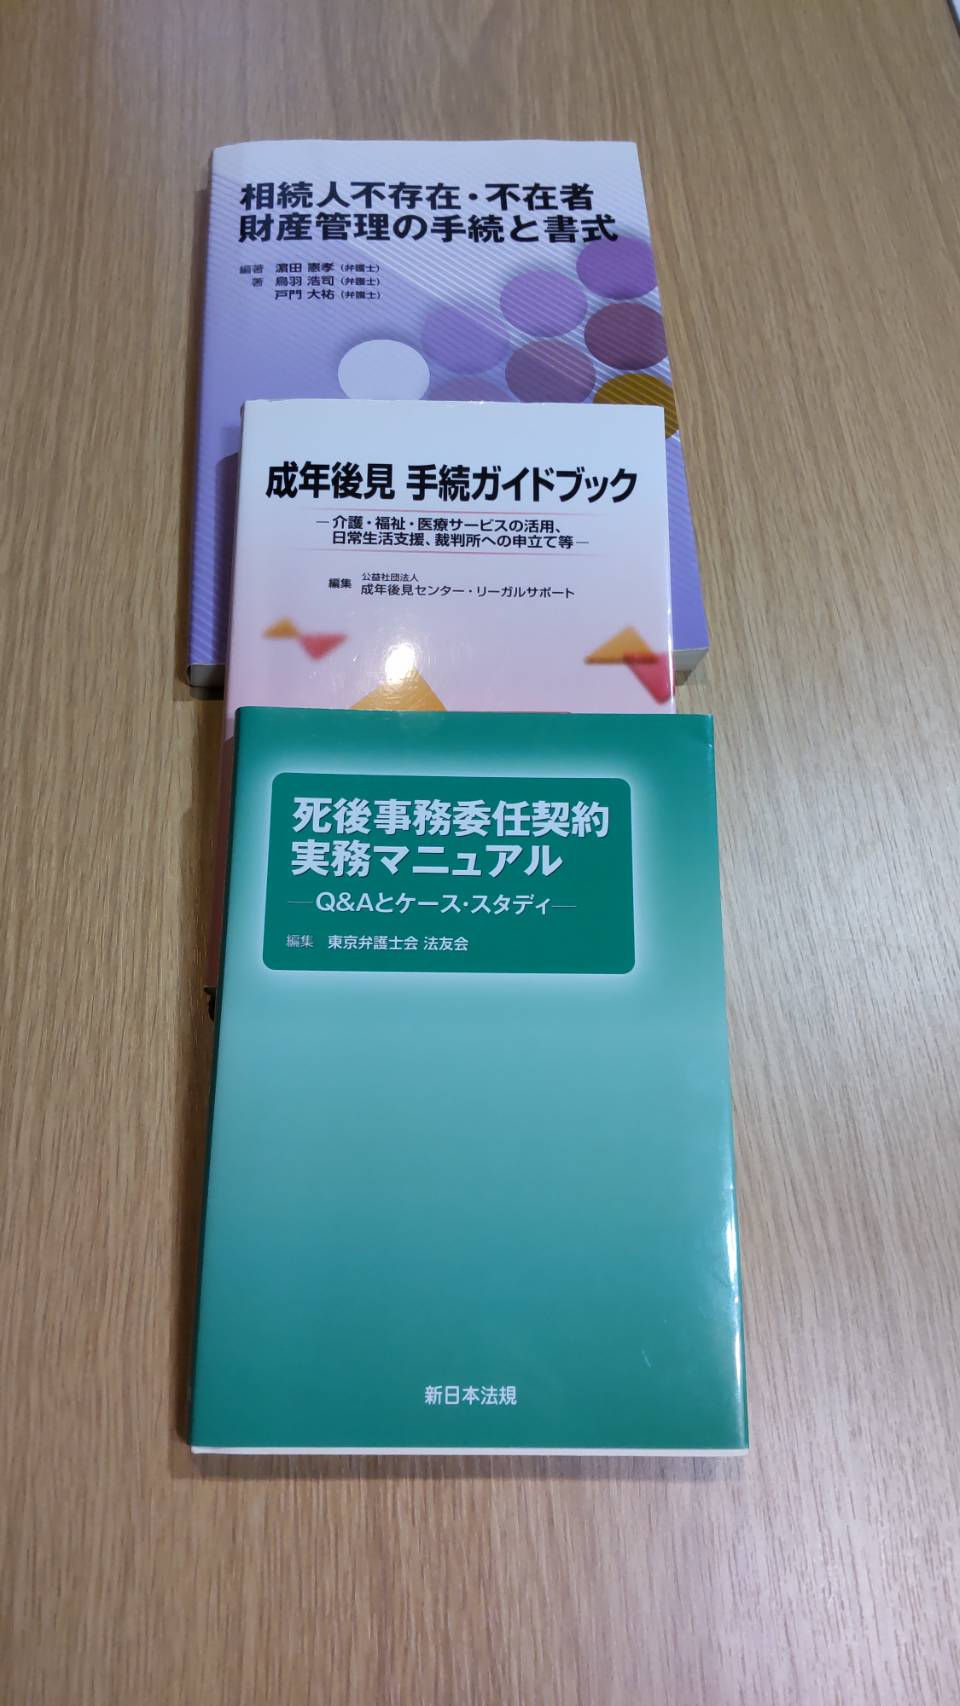 相続人不存在・不在者
財産管理の手続と書式
編著 濵田 憲孝（弁護士）
著 鳥羽 浩司（弁護士）
戸門 大祐（弁護士）
成年後見 手続ガイドブック
―介護・福祉・医療サービスの活用、
日常生活支援、裁判所への申立て等―
編集 公益社団法人
成年後見センター・リーガルサポート
死後事務委任契約
実務マニュアル
―Q&Aとケース・スタディ―
編集 東京弁護士会 法友会
新日本法規